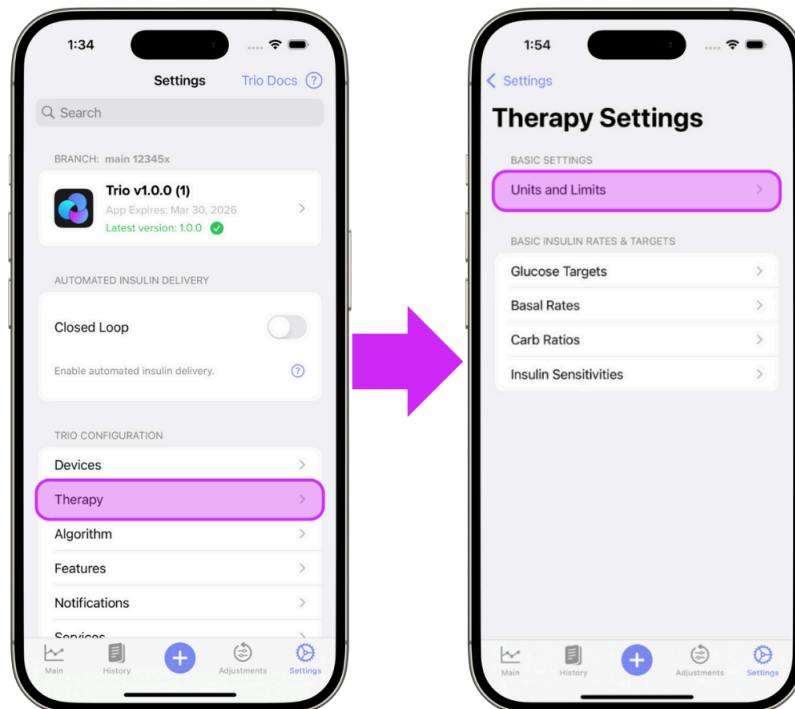 1:34
Settings
Trio Docs
Search
BRANCH: main 12345x
Trio v1.0.0 (1)
App Expires: Mar 30, 2026
Latest version: 1.0.0
AUTOMATED INSULIN DELIVERY
Closed Loop
Enable automated insulin delivery.
TRIO CONFIGURATION
Devices
Therapy
Algorithm
Features
Notifications
Services
Main
History
Adjustments
Settings
1:54
Settings
Therapy Settings
BASIC SETTINGS
Units and Limits
BASIC INSULIN RATES & TARGETS
Glucose Targets
Basal Rates
Carb Ratios
Insulin Sensitivities
Main
History
Adjustments
Settings